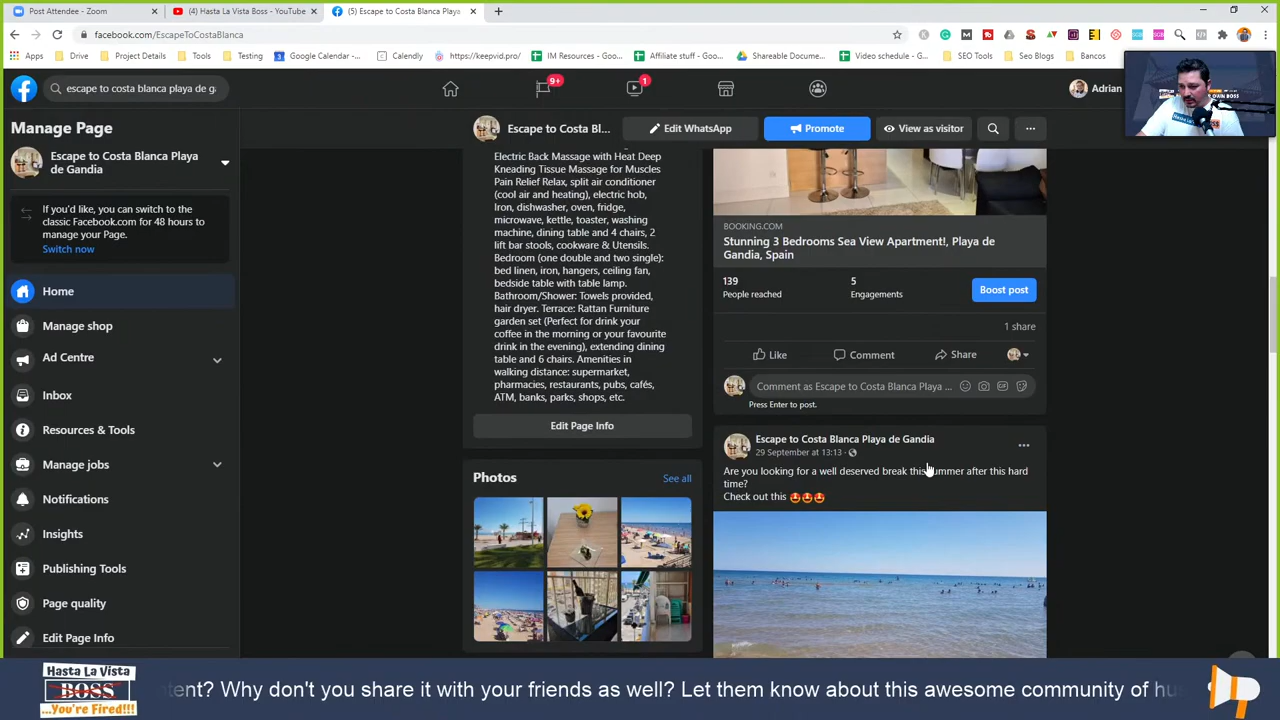 Post Attendee - Zoom
(4) Hasta La Vista Boss - YouTube
(5) Escape to Costa Blanca Playa
facebook.com/EscapeToCostaBlanca
Apps
Drive
Project Details
Tools
Testing
Google Calendar -...
Calendly
https://keepvid.pro/
IM Resources - Goo...
Affiliate stuff - Goog...
Shareable Docume...
Video schedule - G...
SEO Tools
Seo Blogs
Bancos
escape to costa blanca playa de g
9+
1
Adrian
Manage Page
Escape to Costa Blanca Playa
de Gandia
If you'd like, you can switch to the
classic Facebook.com for 48 hours to
manage your Page.
Switch now
Home
Manage shop
Ad Centre
Inbox
Resources & Tools
Manage jobs
Notifications
Insights
Publishing Tools
Page quality
Edit Page Info
Escape to Costa Bl...
Edit WhatsApp
Promote
View as visitor
Electric Back Massage with Heat Deep
Kneading Tissue Massage for Muscles
Pain Relief Relax, split air conditioner
(cool air and heating), electric hob,
Iron, dishwasher, oven, fridge,
microwave, kettle, toaster, washing
machine, dining table and 4 chairs, 2
lift bar stools, cookware & Utensils.
Bedroom (one double and two single):
bed linen, iron, hangers, ceiling fan,
bedside table with table lamp.
Bathroom/Shower: Towels provided,
hair dryer. Terrace: Rattan Furniture
garden set (Perfect for drink your
coffee in the morning or your favourite
drink in the evening), extending dining
table and 6 chairs. Amenities in
walking distance: supermarket,
pharmacies, restaurants, pubs, cafés,
ATM, banks, parks, shops, etc.
Edit Page Info
Photos
See all
BOOKING.COM
Stunning 3 Bedrooms Sea View Apartment!, Playa de
Gandia, Spain
139
People reached
5
Engagements
Boost post
1 share
Like
Comment
Share
Comment as Escape to Costa Blanca Playa ...
Press Enter to post.
Escape to Costa Blanca Playa de Gandia
29 September at 13:13
Are you looking for a well deserved break this summer after this hard
time?
Check out this 🤩🤩🤩
Hasta La Vista
BOSS
...You're Fired!!!
tent? Why don't you share it with your friends as well? Let them know about this awesome community of hu